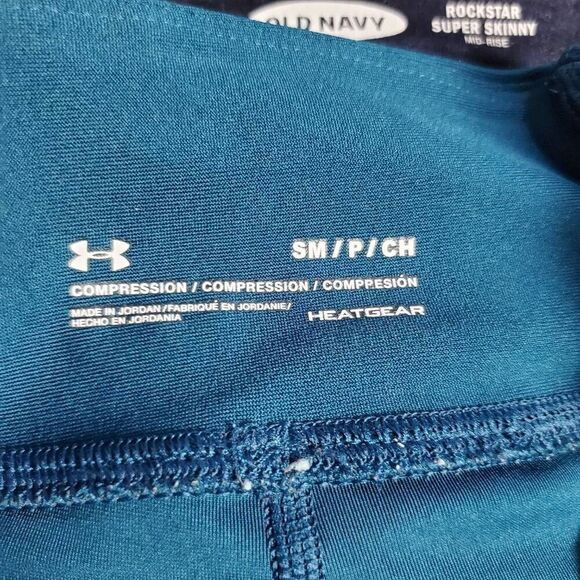 OLD NAVY
ROCKSTAR
SUPER SKINNY
MID-RISE
SM/P/CH
COMPRESSION / COMPRESSION / COMPPESIÓN
MADE IN JORDAN/FABRIQUÉ EN JORDANIE/
HECHO EN JORDANIA
HEATGEAR